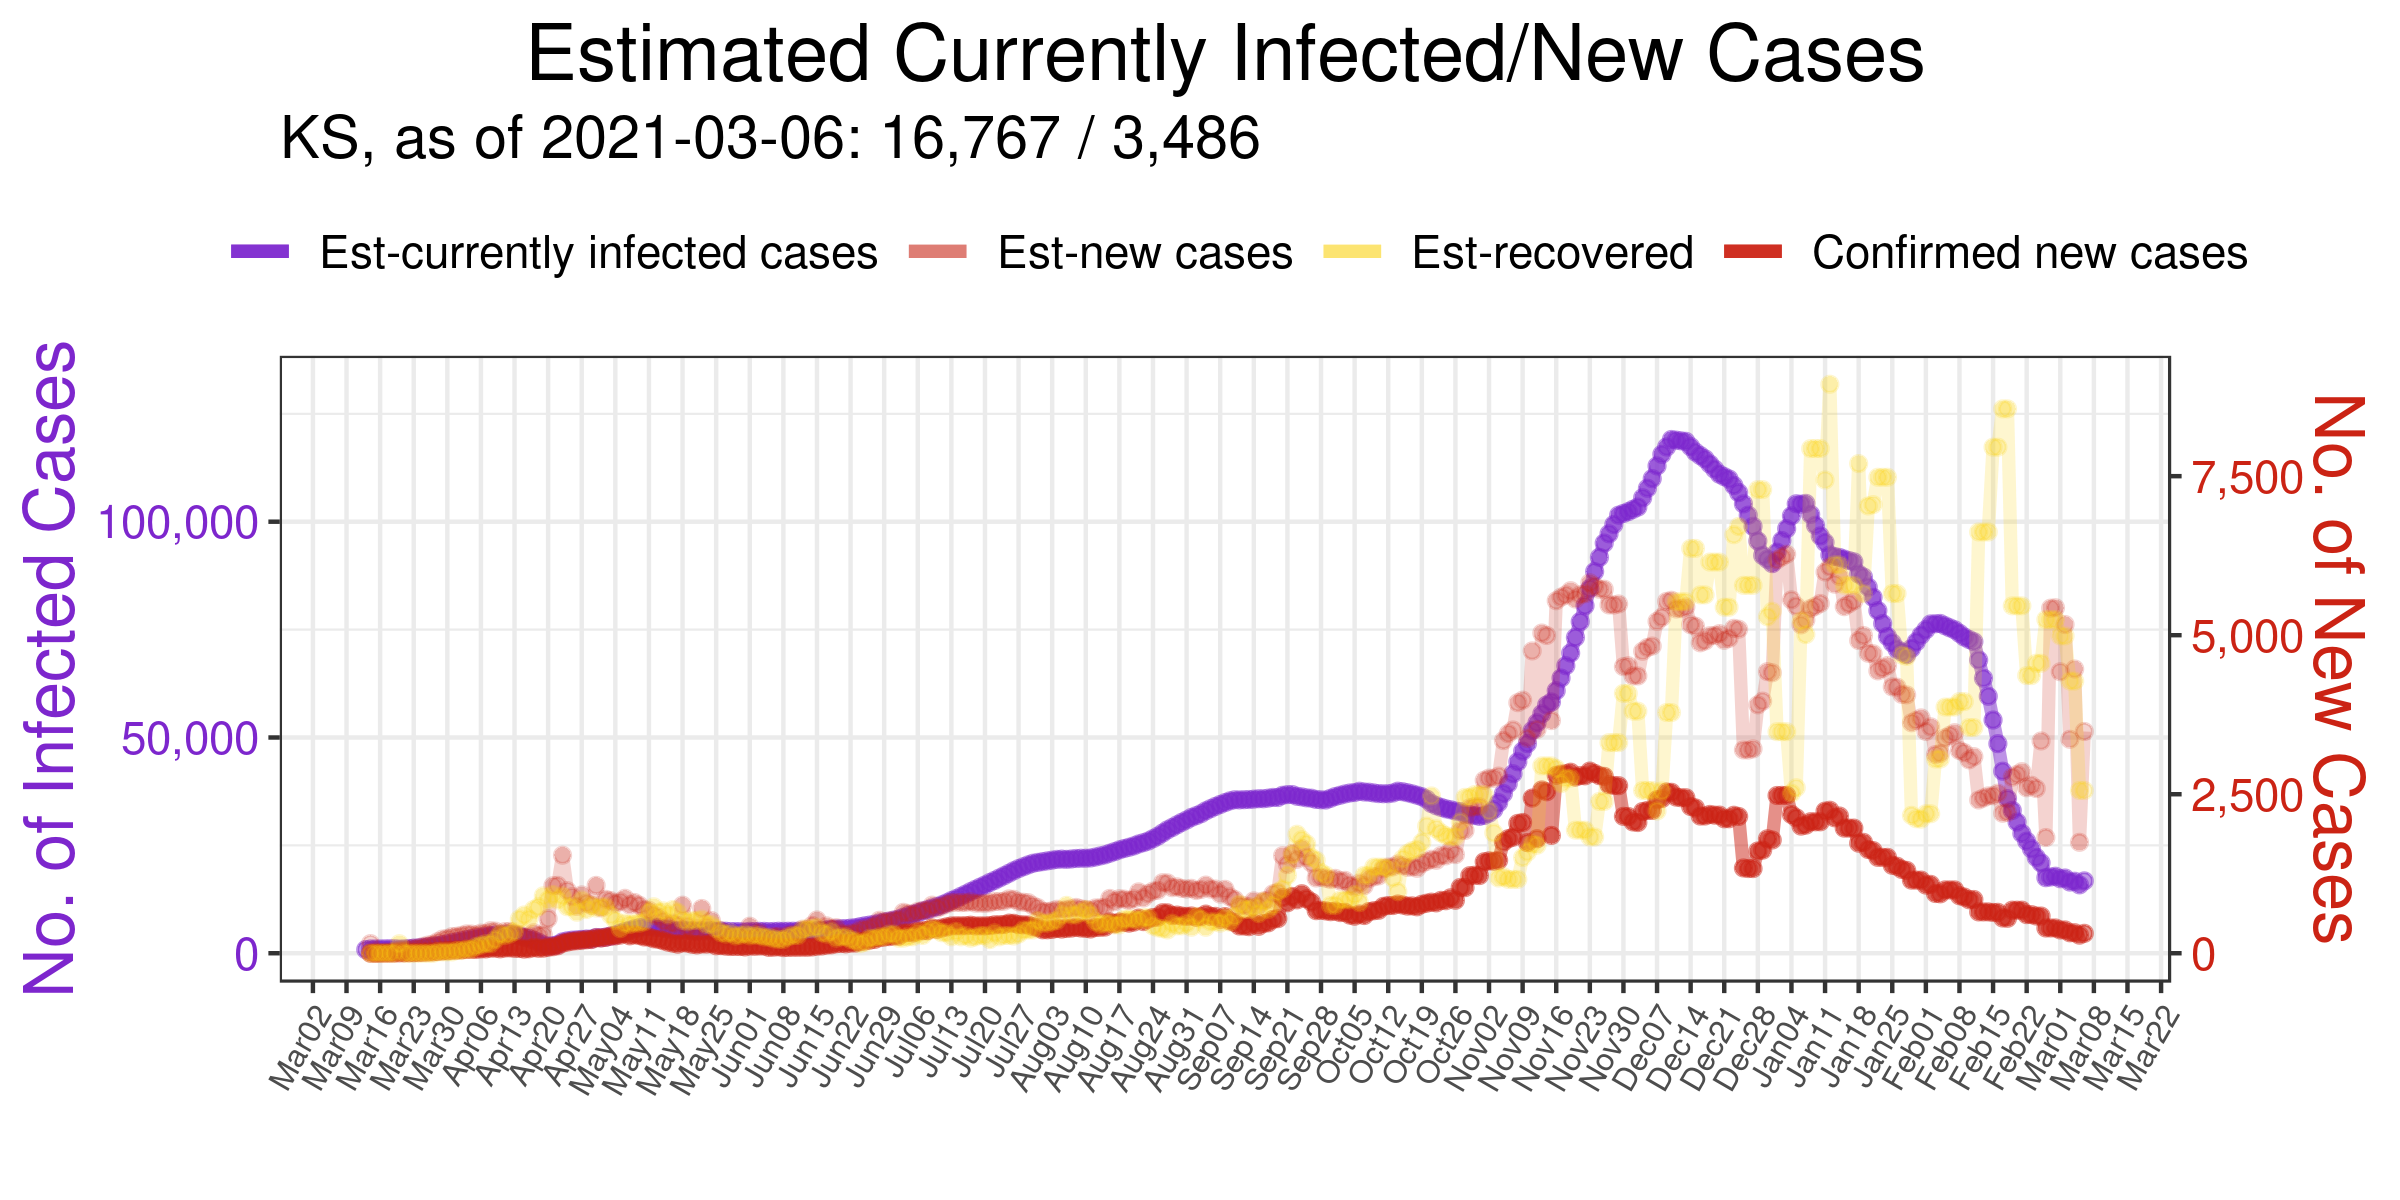 Estimated Currently Infected/New Cases
KS, as of 2021-03-06: 16,767 / 3,486
Est-currently infected cases Est-new cases Est-recovered Confirmed new cases
No. of Infected Cases
100,000
50,000
0
7,500
5,000
2,500
0
No. of New Cases
Mar02 Mar09 Mar16 Mar23 Mar30 Apr06 Apr13 Apr20 Apr27 May04 May11 May18 May25 Jun01 Jun08 Jun15 Jun22 Jun29 Jul06 Jul13 Jul20 Jul27 Aug03 Aug10 Aug17 Aug24 Aug31 Sep07 Sep14 Sep21 Sep28 Oct05 Oct12 Oct19 Oct26 Nov02 Nov09 Nov16 Nov23 Nov30 Dec07 Dec14 Dec21 Dec28 Jan04 Jan11 Jan18 Jan25 Feb01 Feb08 Feb15 Feb22 Mar01 Mar08 Mar15 Mar22